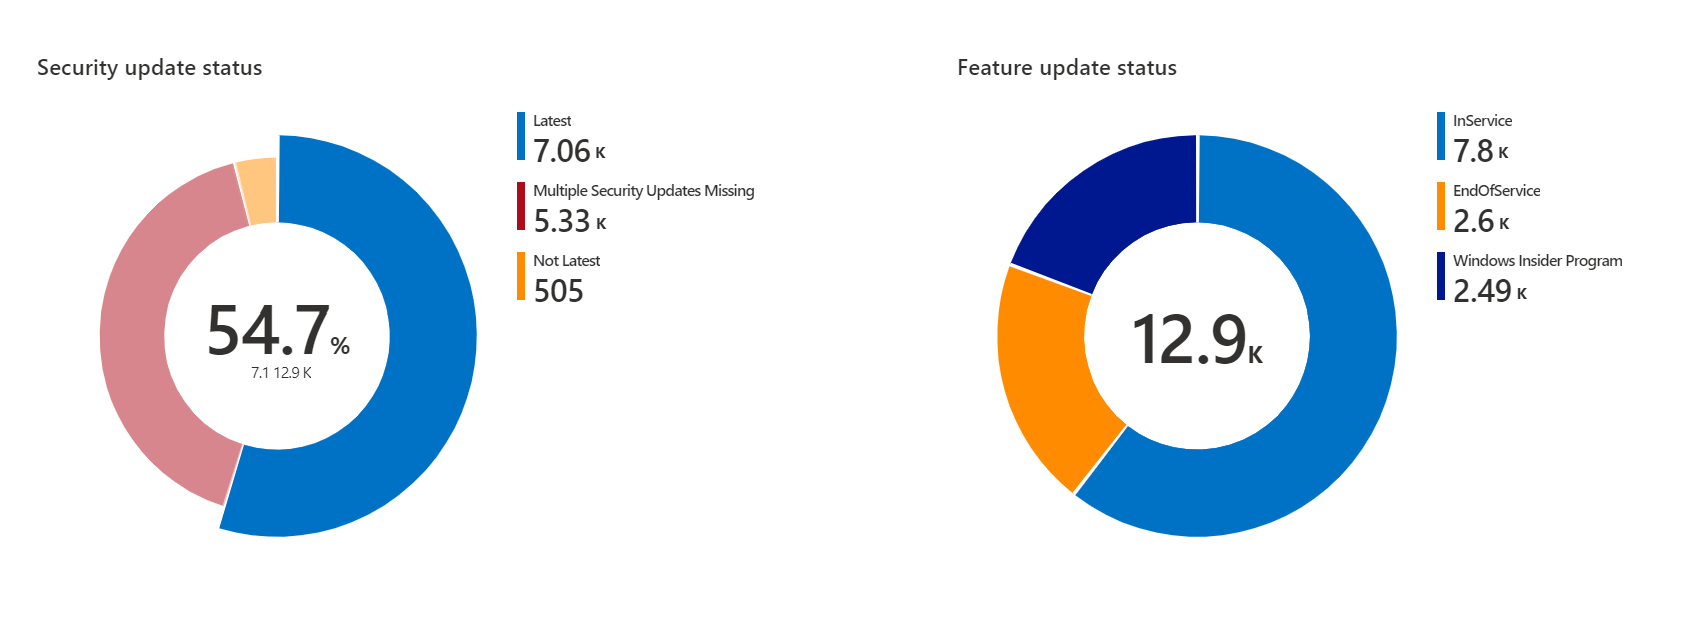 Security update status
Latest
7.06 K
Multiple Security Updates Missing
5.33 K
Not Latest
505
54.7 %
7.1 12.9 K
Feature update status
InService
7.8 K
EndOfService
2.6 K
Windows Insider Program
2.49 K
12.9 K